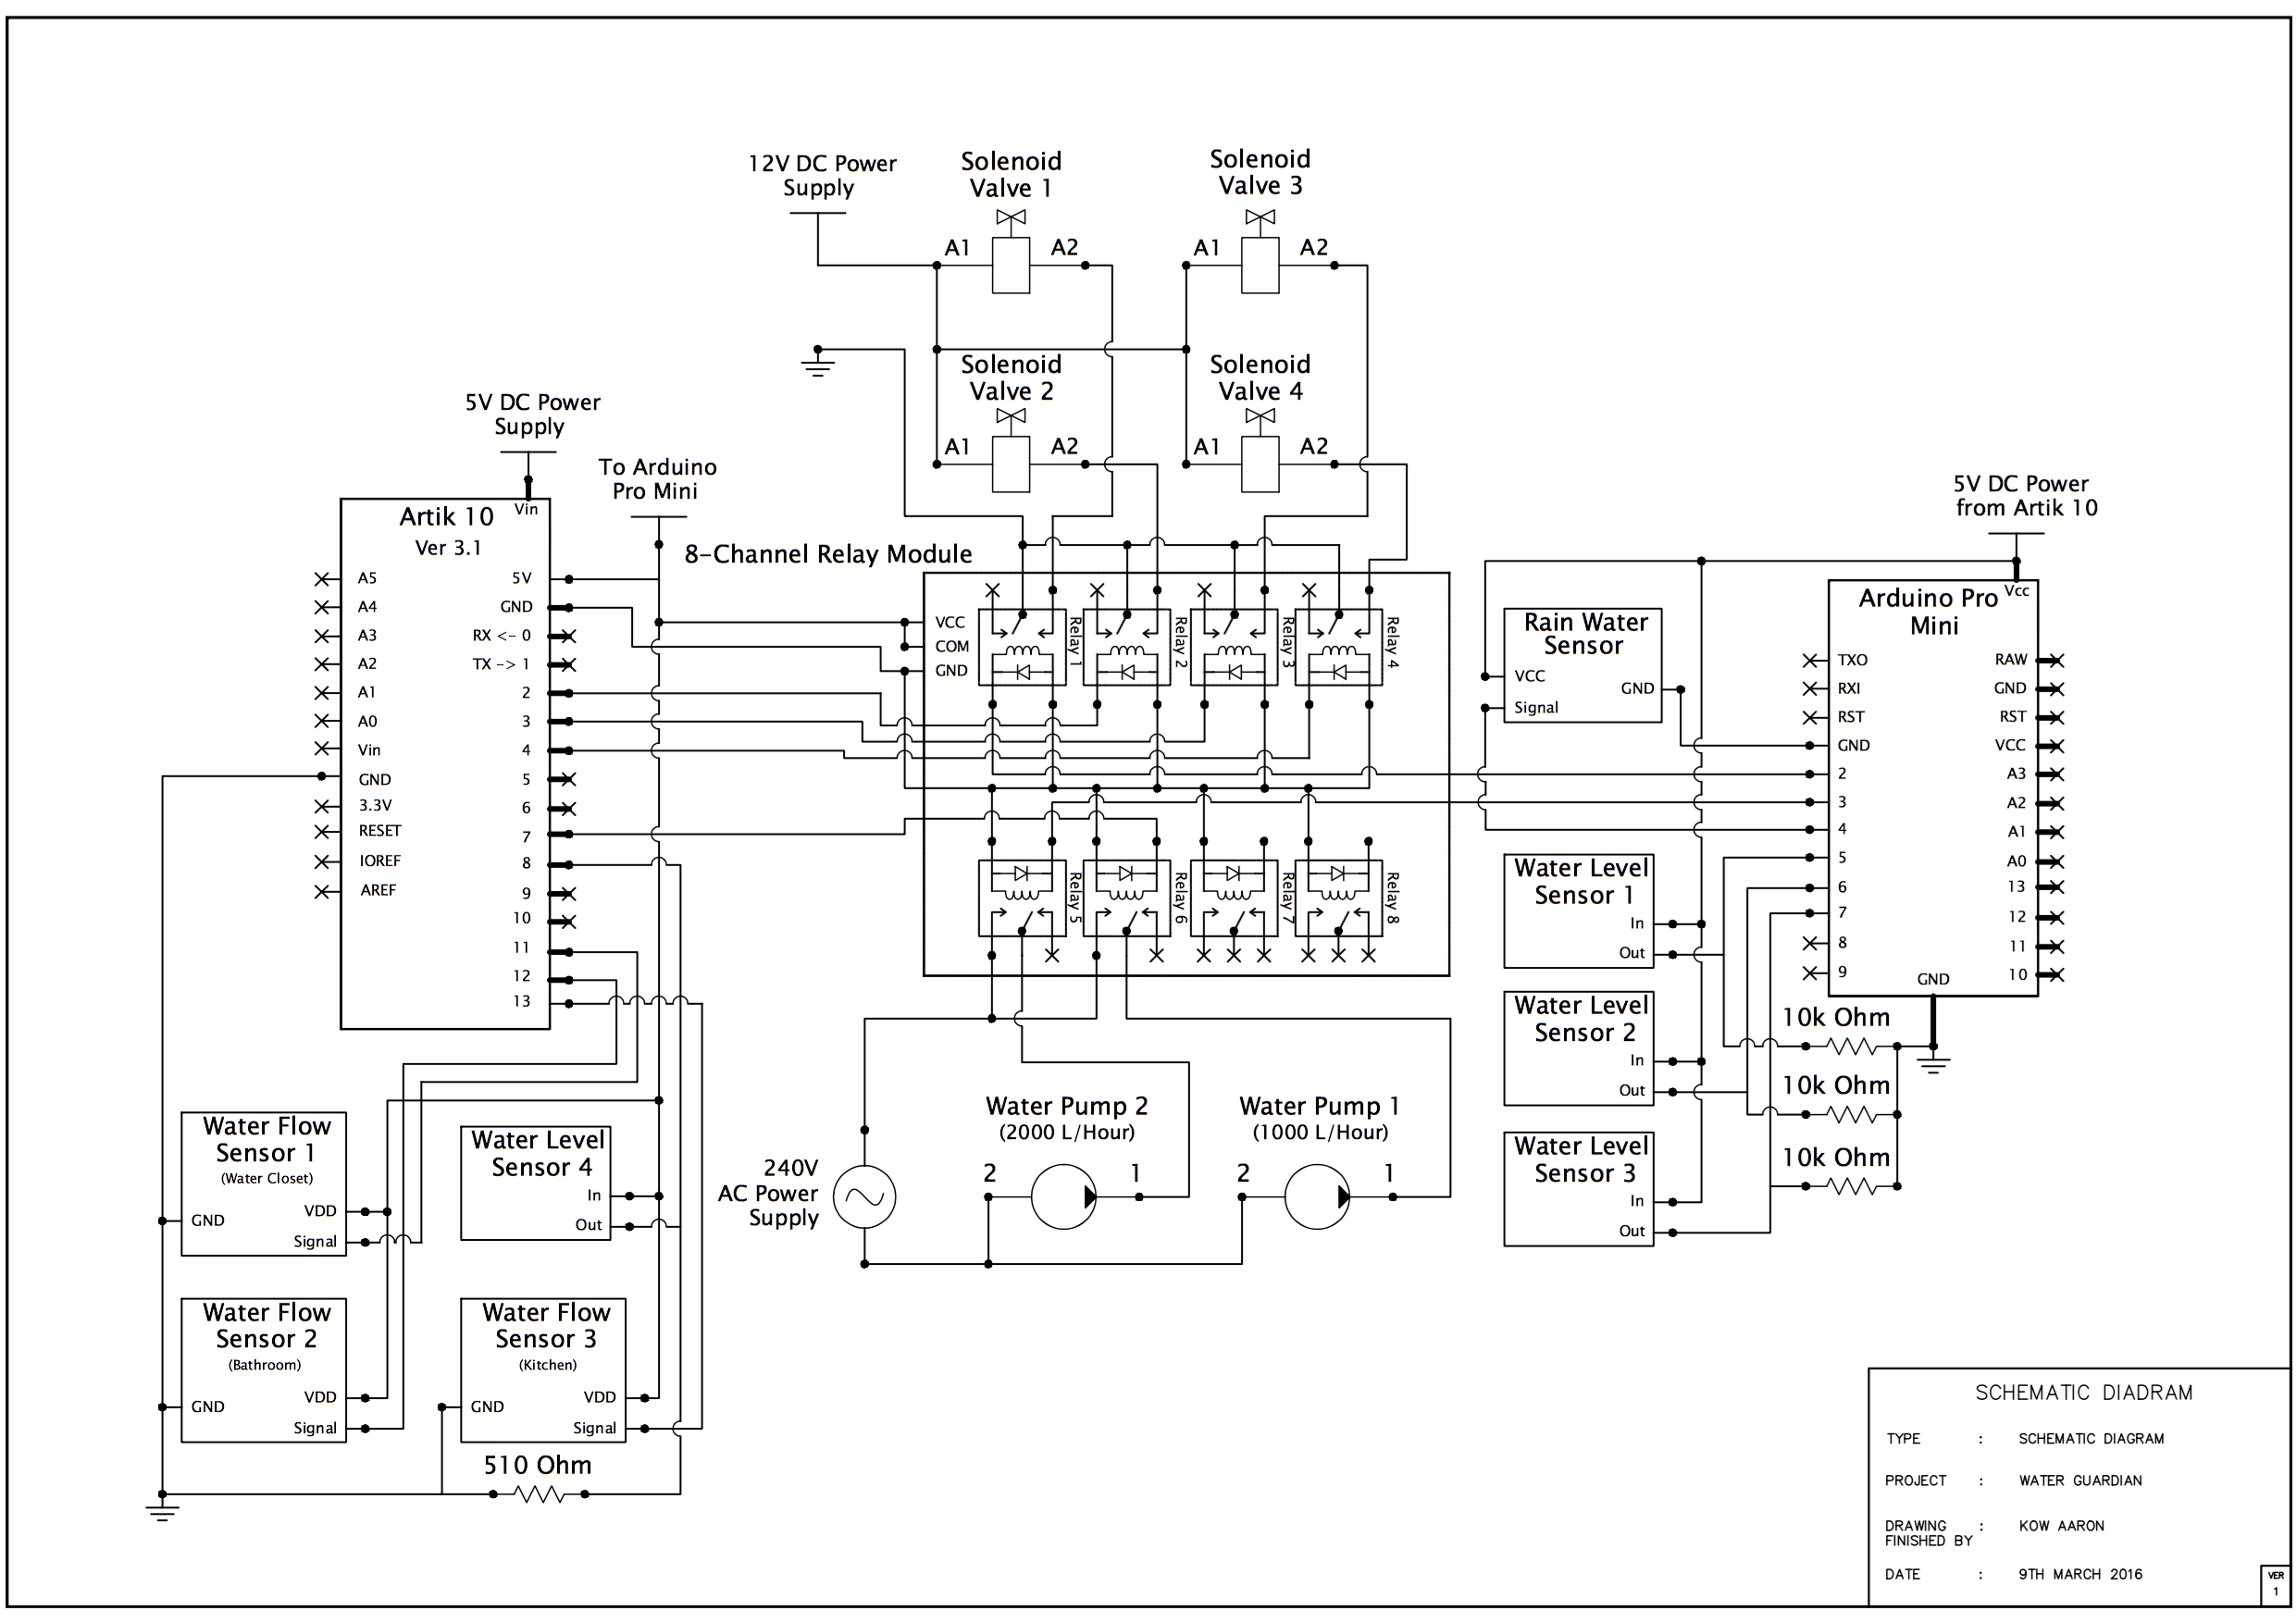 12V DC Power
Supply
Solenoid
Valve 1
A1
A2
Solenoid
Valve 3
A1
A2
Solenoid
Valve 2
A1
A2
Solenoid
Valve 4
A1
A2
5V DC Power
Supply
To Arduino
Pro Mini
Artik 10
Ver 3.1
Vin
A5
A4
A3
A2
A1
A0
Vin
GND
3.3V
RESET
IOREF
AREF
5V
GND
RX <- 0
TX -> 1
2
3
4
5
6
7
8
9
10
11
12
13
8-Channel Relay Module
VCC
COM
GND
Relay 1
Relay 2
Relay 3
Relay 4
Relay 5
Relay 6
Relay 7
Relay 8
5V DC Power
from Artik 10
Rain Water
Sensor
VCC
Signal
GND
Arduino Pro
Mini
Vcc
TXO
RXI
RST
GND
2
3
4
5
6
7
8
9
RAW
GND
RST
VCC
A3
A2
A1
A0
13
12
11
10
GND
Water Level
Sensor 1
In
Out
Water Level
Sensor 2
In
Out
Water Level
Sensor 3
In
Out
10k Ohm
10k Ohm
10k Ohm
Water Flow
Sensor 1
(Water Closet)
GND
VDD
Signal
Water Level
Sensor 4
In
Out
Water Flow
Sensor 2
(Bathroom)
GND
VDD
Signal
Water Flow
Sensor 3
(Kitchen)
GND
VDD
Signal
510 Ohm
240V
AC Power
Supply
Water Pump 2
(2000 L/Hour)
2
1
Water Pump 1
(1000 L/Hour)
2
1
SCHEMATIC DIADRAM
TYPE : SCHEMATIC DIAGRAM
PROJECT : WATER GUARDIAN
DRAWING : KOW AARON
FINISHED BY
DATE : 9TH MARCH 2016
VER
1